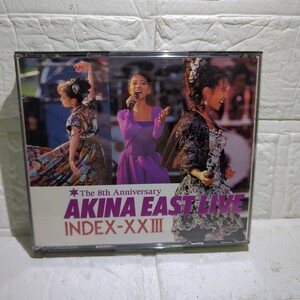 ★The 8th Anniversary
AKINA EAST LIVE
INDEX-XXIII